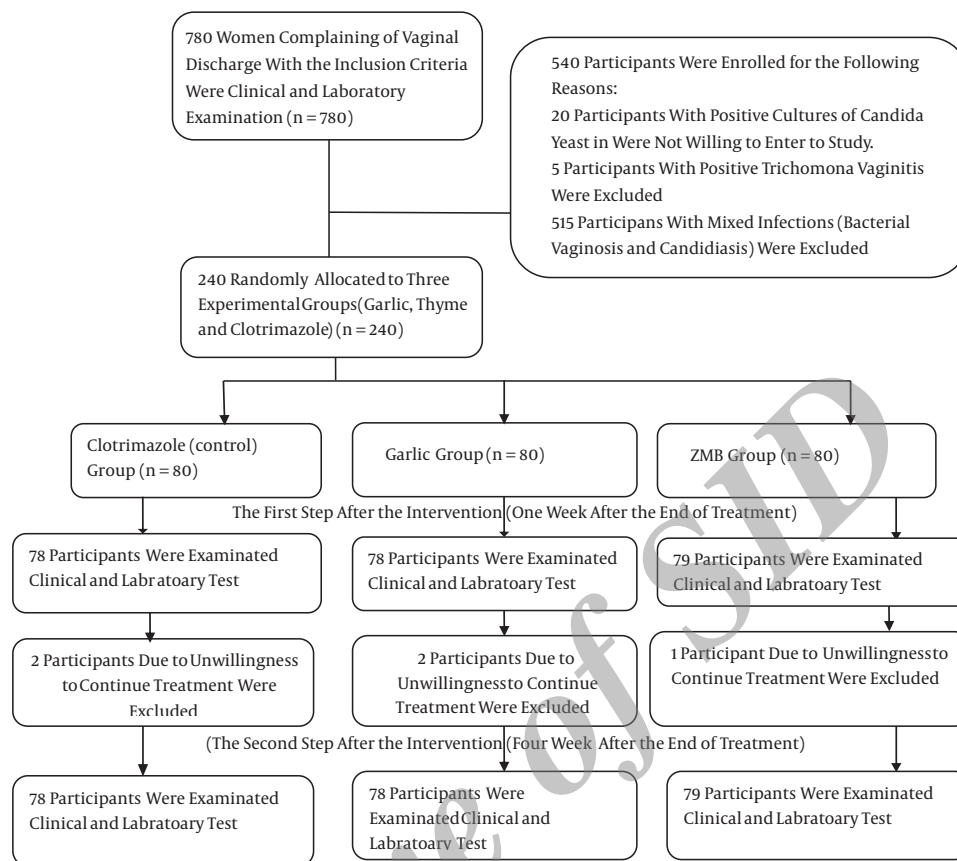 780 Women Complaining of Vaginal
Discharge With the Inclusion Criteria
Were Clinical and Laboratory
Examination (n = 780)
540 Participants Were Enrolled for the Following
Reasons:
20 Participants With Positive Cultures of Candida
Yeast in Were Not Willing to Enter to Study.
5 Participants With Positive Trichomona Vaginitis
Were Excluded
515 Participans With Mixed Infections (Bacterial
Vaginosis and Candidiasis) Were Excluded
240 Randomly Allocated to Three
Experimental Groups (Garlic, Thyme
and Clotrimazole) (n = 240)
Clotrimazole (control)
Group (n = 80)
Garlic Group (n = 80)
ZMB Group (n = 80)
The First Step After the Intervention (One Week After the End of Treatment)
78 Participants Were Examined
Clinical and Labratoary Test
78 Participants Were Examined
Clinical and Labratoary Test
79 Participants Were Examined
Clinical and Labratoary Test
2 Participants Due to Unwillingness
to Continue Treatment Were
Excluded
2 Participants Due to
Unwillingness to Continue
Treatment Were Excluded
1 Participant Due to Unwillingness to
Continue Treatment Were Excluded
(The Second Step After the Intervention (Four Week After the End of Treatment)
78 Participants Were Examined
Clinical and Labratoary Test
78 Participants Were
Examined Clinical and
Labratoary Test
79 Participants Were Examined
Clinical and Labratoary Test
of SID